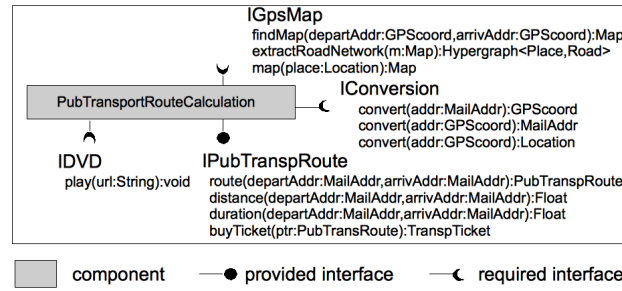 IGpsMap
findMap(departAddr:GPScoord,arrivAddr:GPScoord):Map
extractRoadNetwork(m:Map):Hypergraph<Place,Road>
map(place:Location):Map
PubTransportRouteCalculation
IConversion
convert(addr:MailAddr):GPScoord
convert(addr:GPScoord):MailAddr
convert(addr:GPScoord):Location
IDVD
play(url:String):void
IPubTranspRoute
route(departAddr:MailAddr,arrivAddr:MailAddr):PubTranspRoute
distance(departAddr:MailAddr,arrivAddr:MailAddr):Float
duration(departAddr:MailAddr,arrivAddr:MailAddr):Float
buyTicket(ptr:PubTransRoute):TranspTicket
component
provided interface
required interface